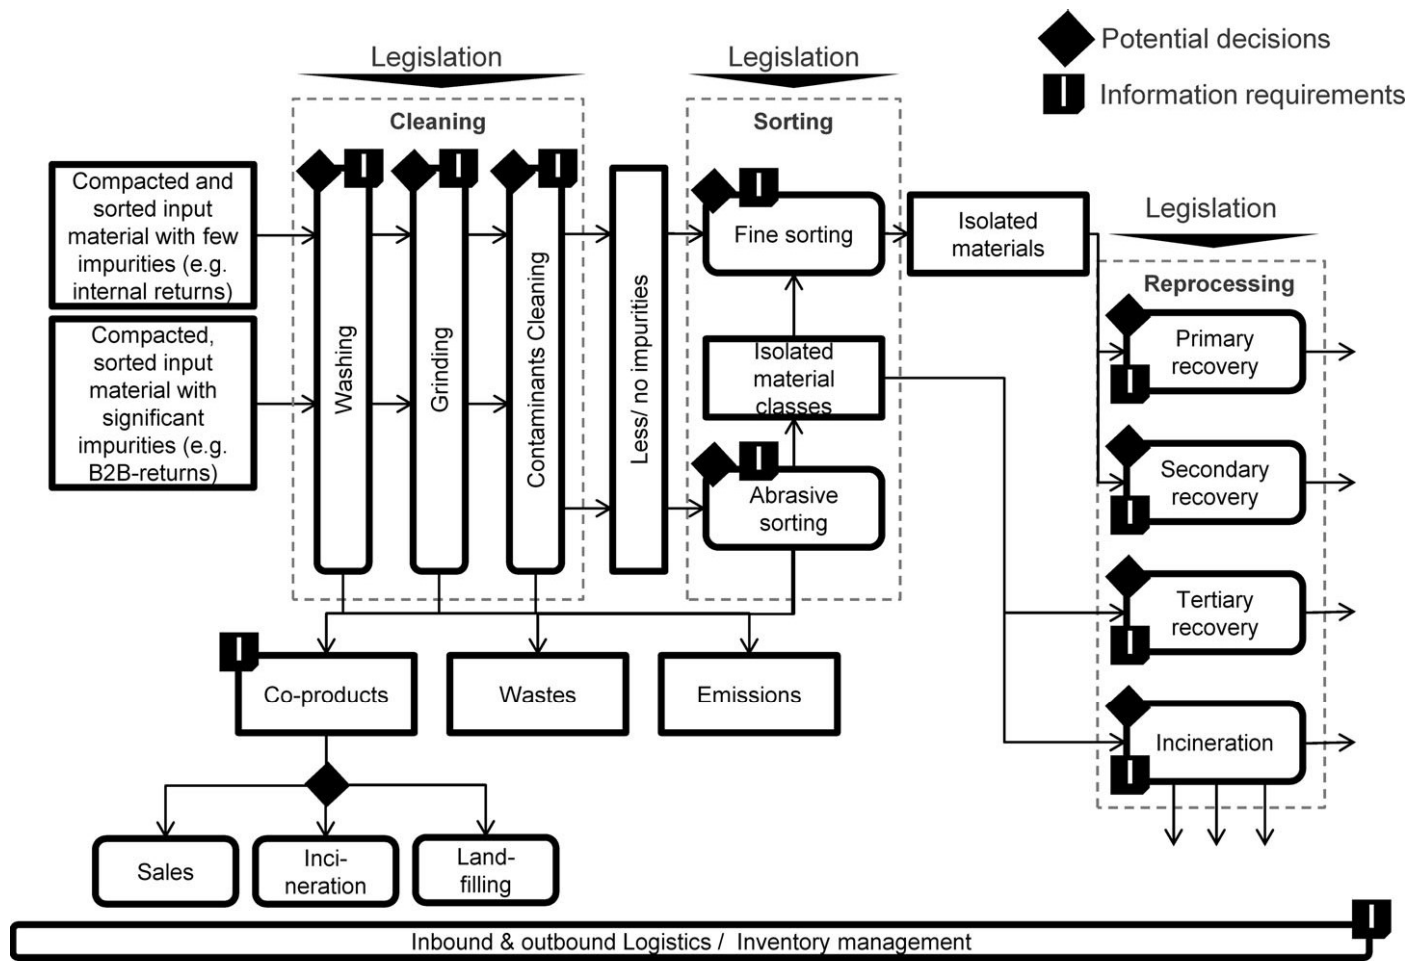 Potential decisions
Information requirements
Legislation
Legislation
Legislation
Cleaning
Sorting
Reprocessing
Compacted and
sorted input
material with few
impurities (e.g.
internal returns)
Compacted,
sorted input
material with
significant
impurities (e.g.
B2B-returns)
Washing
Grinding
Contaminants Cleaning
Less/ no impurities
Fine sorting
Isolated
material
classes
Abrasive
sorting
Isolated
materials
Primary
recovery
Secondary
recovery
Tertiary
recovery
Incineration
Co-products
Wastes
Emissions
Sales
Inci-
neration
Land-
filling
Inbound & outbound Logistics / Inventory management